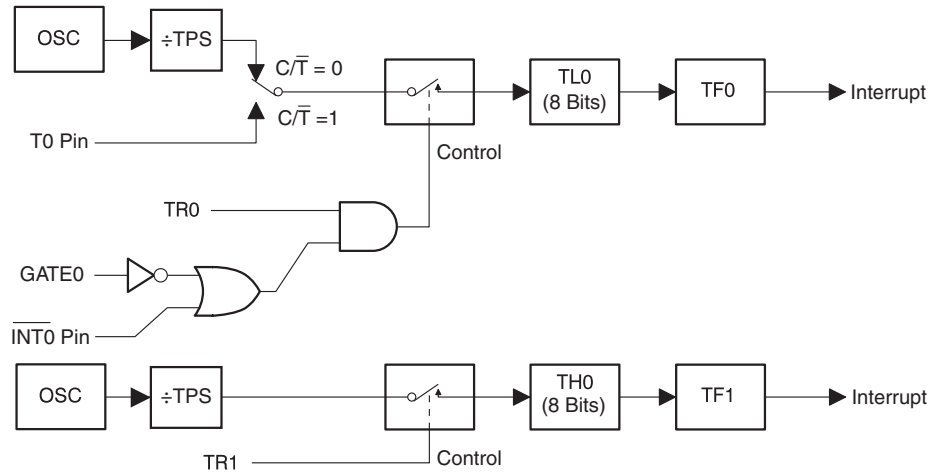 OSC
÷TPS
C/T̅ = 0
C/T̅ =1
T0 Pin
TL0
(8 Bits)
TF0
Interrupt
Control
TR0
GATE0
I̅N̅T̅0̅ Pin
OSC
÷TPS
TH0
(8 Bits)
TF1
Interrupt
TR1
Control